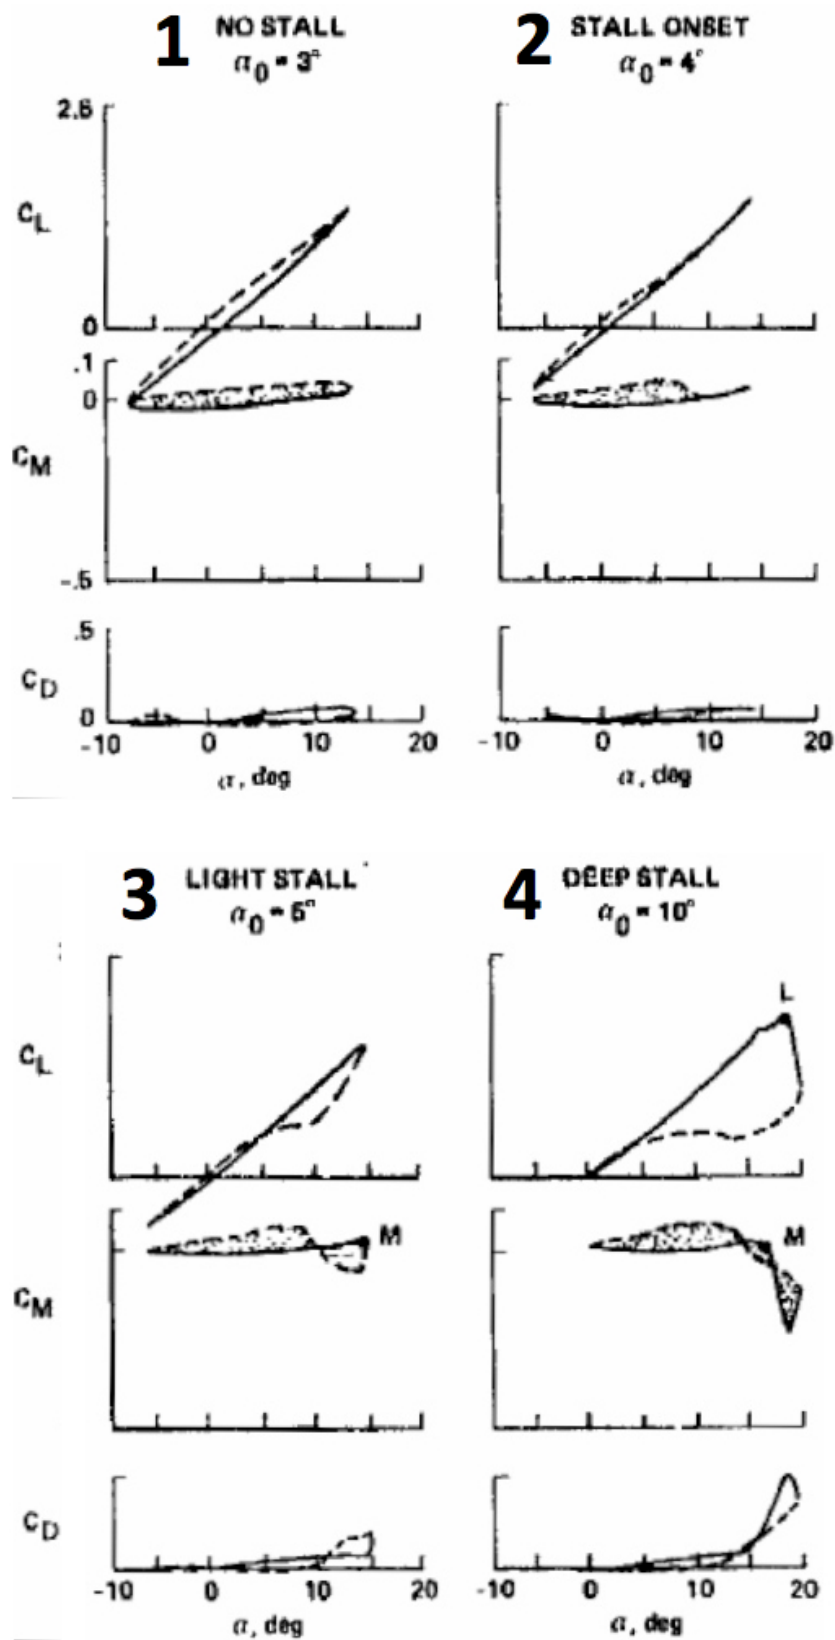 1 NO STALL
α0 = 3°
2 STALL ONSET
α0 = 4°
2.5
CL
0
.1
0
CM
-.5
.5
CD
0
-10 0 10 20
α, deg
-10 0 10 20
α, deg
3 LIGHT STALL
α0 = 5°
4 DEEP STALL
α0 = 10°
CL
L
M
M
CM
CD
-10 0 10 20
α, deg
-10 0 10 20
α, deg